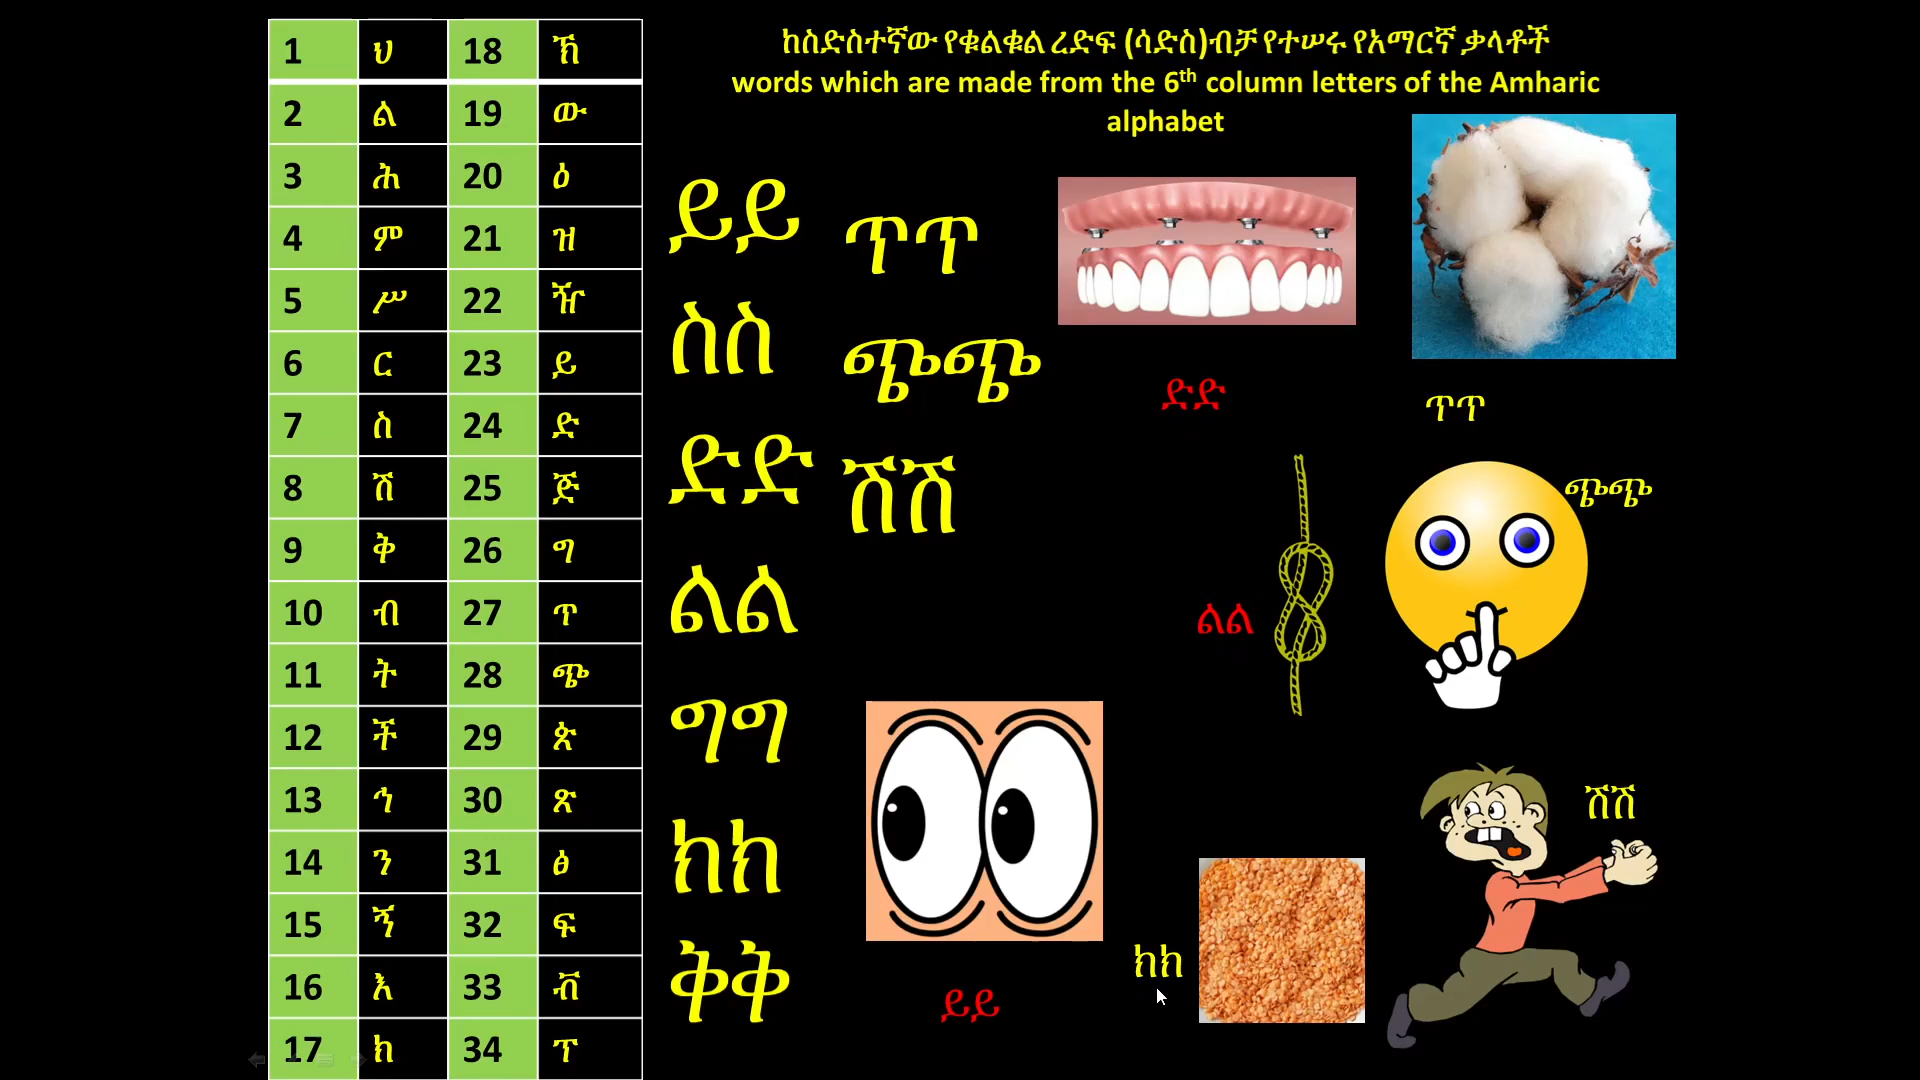 1 ህ 18 ኽ
2 ል 19 ው
3 ሕ 20 ዕ
4 ም 21 ዝ
5 ሥ 22 ዥ
6 ር 23 ይ
7 ስ 24 ድ
8 ሽ 25 ጅ
9 ቅ 26 ግ
10 ብ 27 ጥ
11 ት 28 ጭ
12 ች 29 ጵ
13 ኅ 30 ጽ
14 ን 31 ፅ
15 ኝ 32 ፍ
16 እ 33 ቭ
17 ክ 34 ፕ
ከስድስተኛው የቁልቁል ረድፍ (ሳድስ)ብቻ የተሠሩ የአማርኛ ቃላቶች
words which are made from the 6th column letters of the Amharic
alphabet
ይይ
ስስ
ድድ
ልል
ግግ
ክክ
ቅቅ
ጥጥ
ጭጭ
ሽሽ
ድድ
ጥጥ
ጭጭ
ልል
ሽሽ
ክክ
ይይ